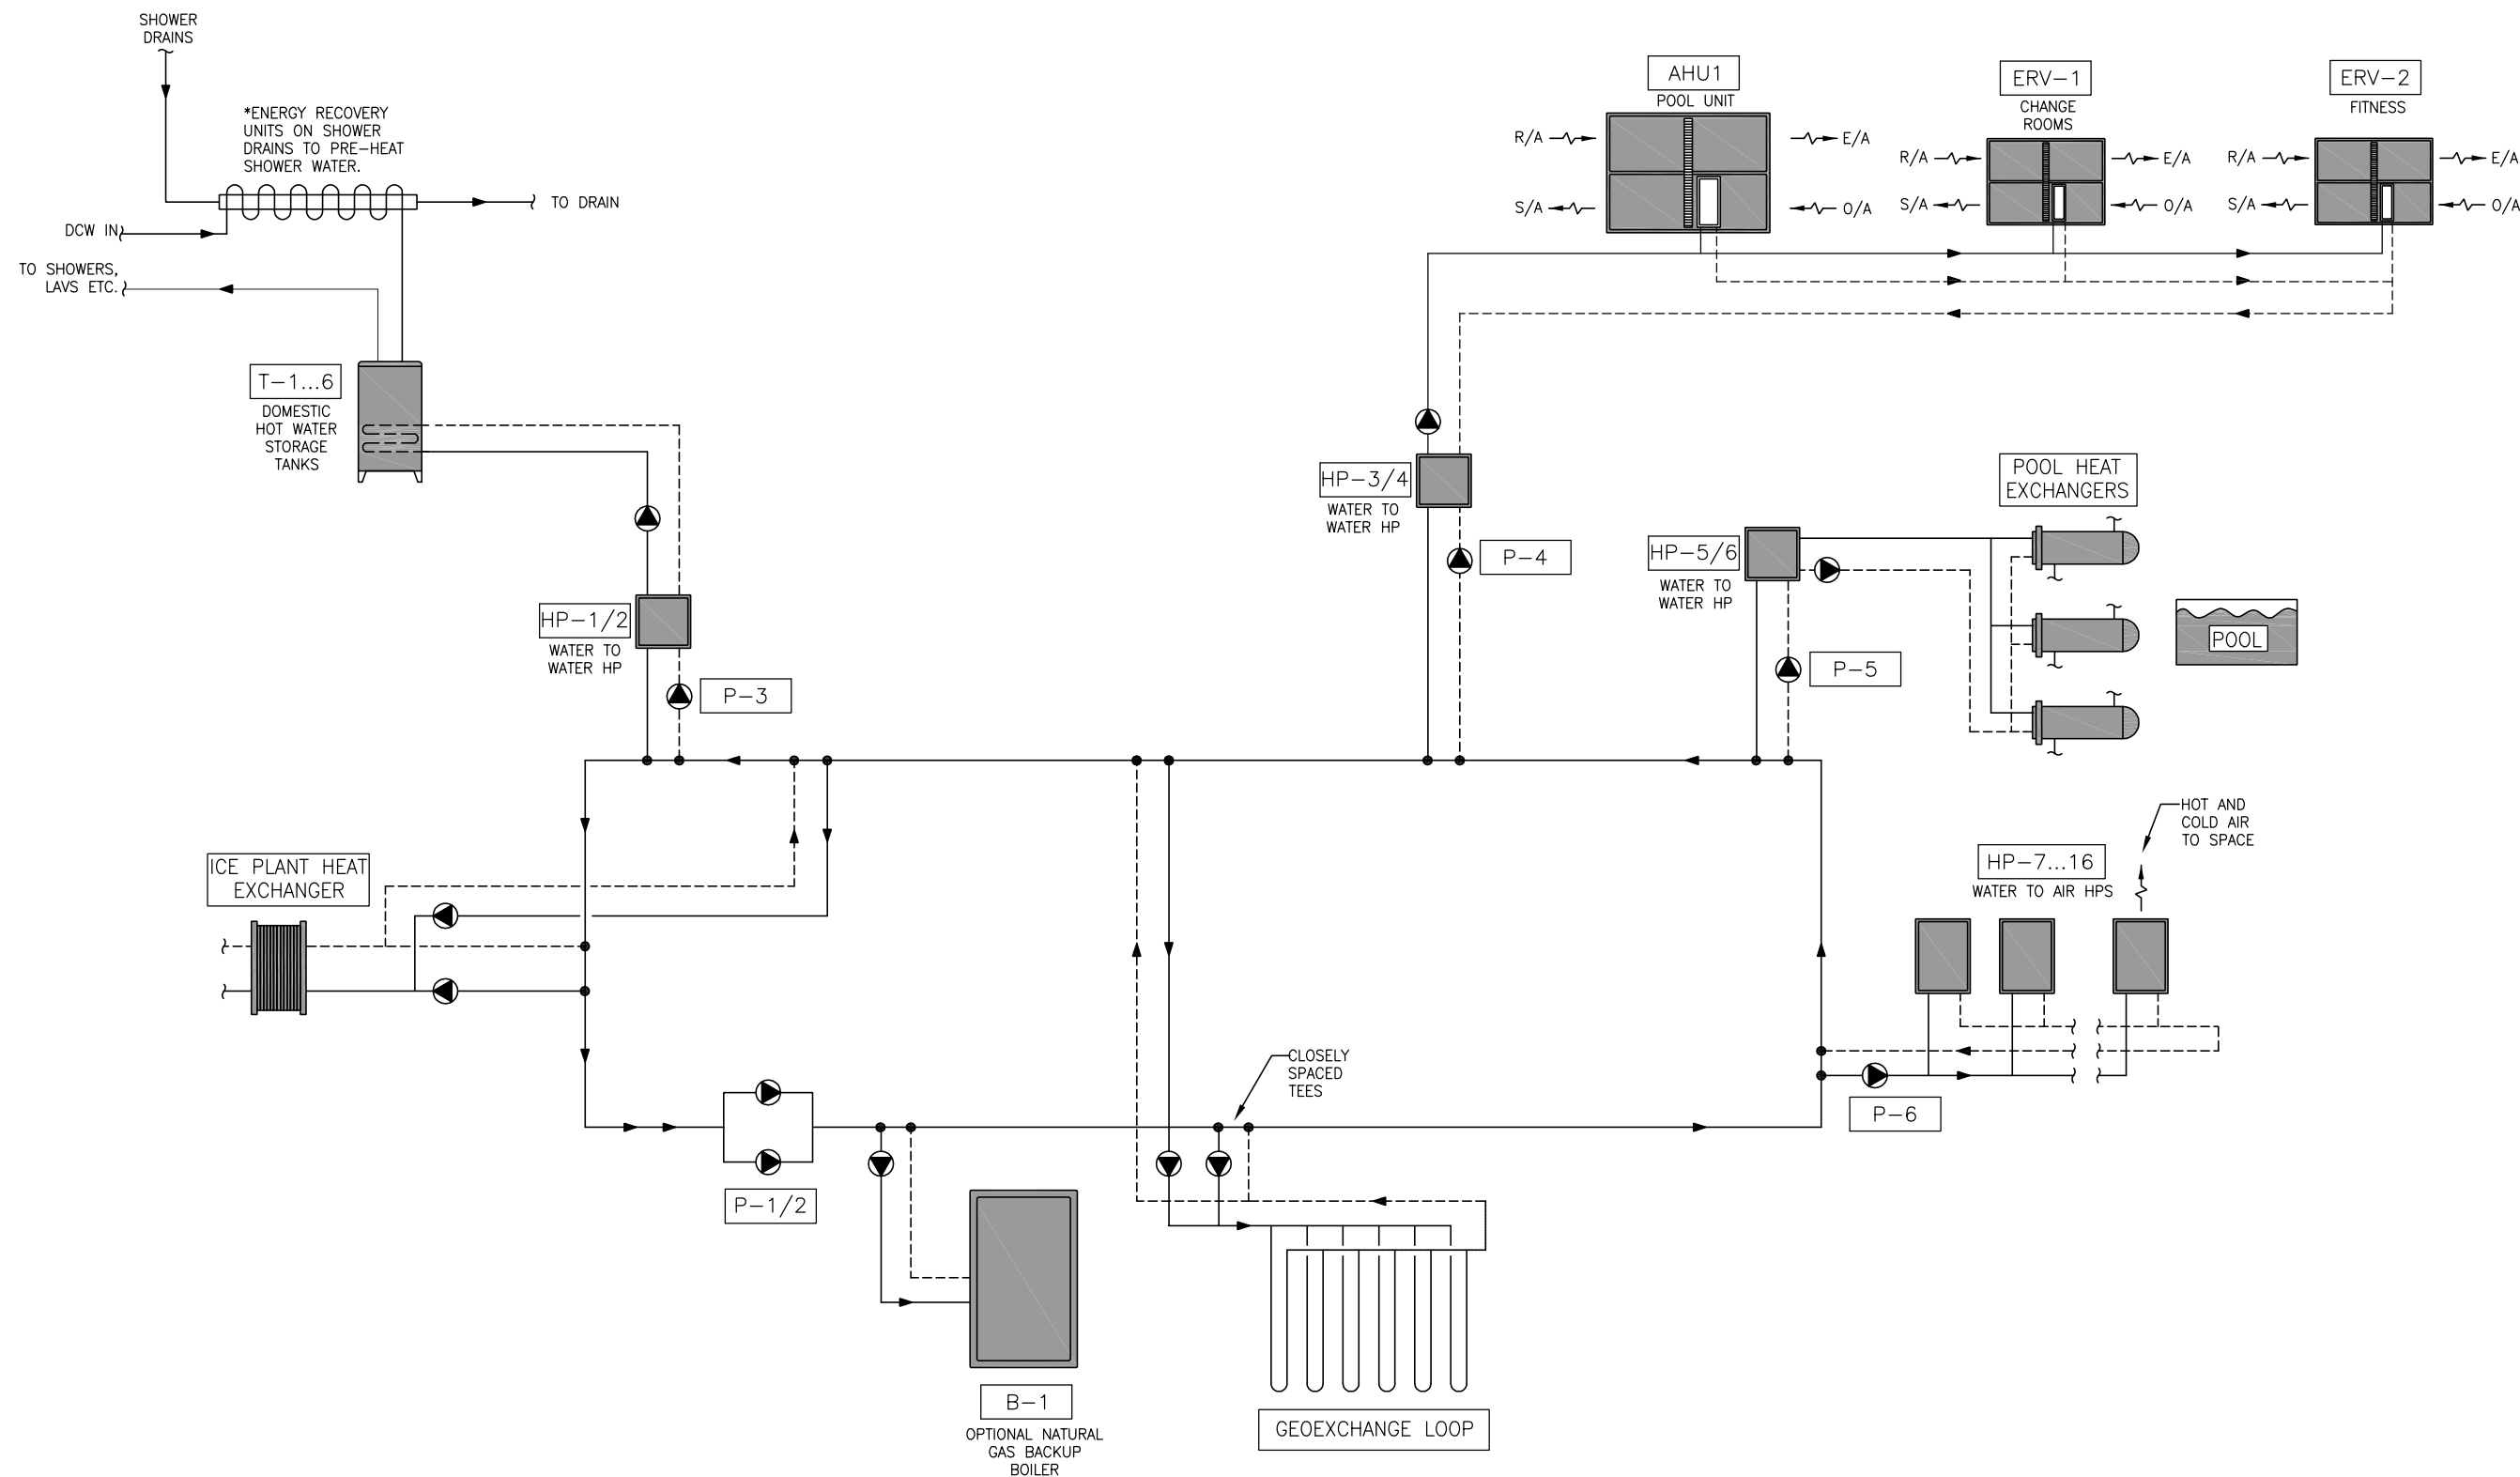 SHOWER
DRAINS
*ENERGY RECOVERY
UNITS ON SHOWER
DRAINS TO PRE-HEAT
SHOWER WATER.
TO DRAIN
DCW IN
TO SHOWERS,
LAVS ETC.
T-1...6
DOMESTIC
HOT WATER
STORAGE
TANKS
HP-1/2
WATER TO
WATER HP
P-3
AHU1
POOL UNIT
R/A
E/A
S/A
O/A
ERV-1
CHANGE
ROOMS
R/A
E/A
S/A
O/A
ERV-2
FITNESS
R/A
E/A
S/A
O/A
HP-3/4
WATER TO
WATER HP
P-4
HP-5/6
WATER TO
WATER HP
P-5
POOL HEAT
EXCHANGERS
POOL
HOT AND
COLD AIR
TO SPACE
HP-7...16
WATER TO AIR HPS
P-6
ICE PLANT HEAT
EXCHANGER
CLOSELY
SPACED
TEES
P-1/2
B-1
OPTIONAL NATURAL
GAS BACKUP
BOILER
GEOEXCHANGE LOOP